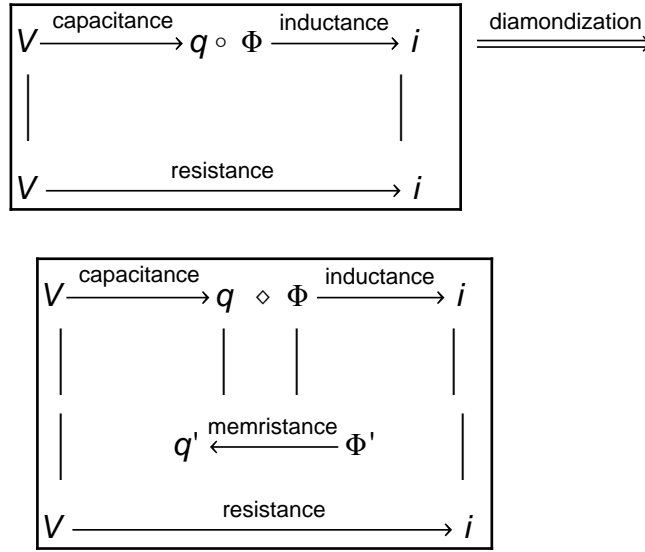 capacitance inductance diamondization
V q ∘ Φ i
resistance
V i
capacitance inductance
V q ⋄ Φ i
memristance
q' Φ'
resistance
V i